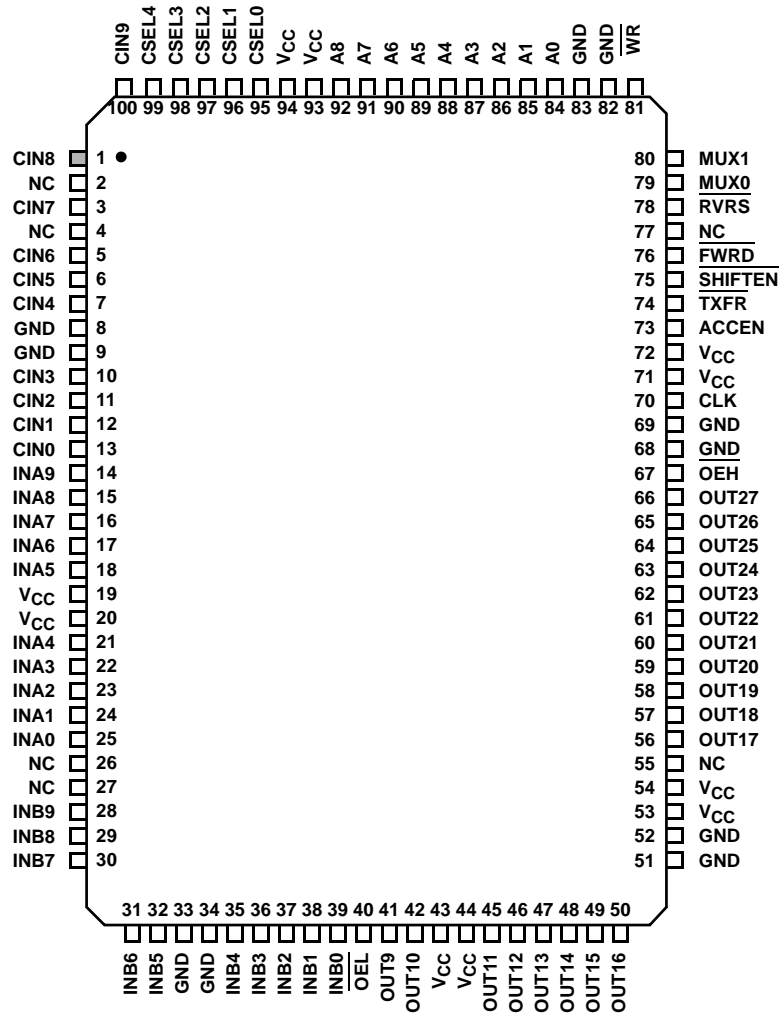 CIN9 CSEL4 CSEL3 CSEL2 CSEL1 CSEL0 VCC VCC A8 A7 A6 A5 A4 A3 A2 A1 A0 GND GND WR
100 99 98 97 96 95 94 93 92 91 90 89 88 87 86 85 84 83 82 81
CIN8 1 80 MUX1
NC 2 79 MUX0
CIN7 3 78 RVRS
NC 4 77 NC
CIN6 5 76 FWRD
CIN5 6 75 SHIFTEN
CIN4 7 74 TXFR
GND 8 73 ACCEN
GND 9 72 VCC
CIN3 10 71 VCC
CIN2 11 70 CLK
CIN1 12 69 GND
CIN0 13 68 GND
INA9 14 67 OEH
INA8 15 66 OUT27
INA7 16 65 OUT26
INA6 17 64 OUT25
INA5 18 63 OUT24
VCC 19 62 OUT23
VCC 20 61 OUT22
INA4 21 60 OUT21
INA3 22 59 OUT20
INA2 23 58 OUT19
INA1 24 57 OUT18
INA0 25 56 OUT17
NC 26 55 NC
NC 27 54 VCC
INB9 28 53 VCC
INB8 29 52 GND
INB7 30 51 GND
31 32 33 34 35 36 37 38 39 40 41 42 43 44 45 46 47 48 49 50
INB6 INB5 GND GND INB4 INB3 INB2 INB1 INB0 OEL OUT9 OUT10 VCC VCC OUT11 OUT12 OUT13 OUT14 OUT15 OUT16